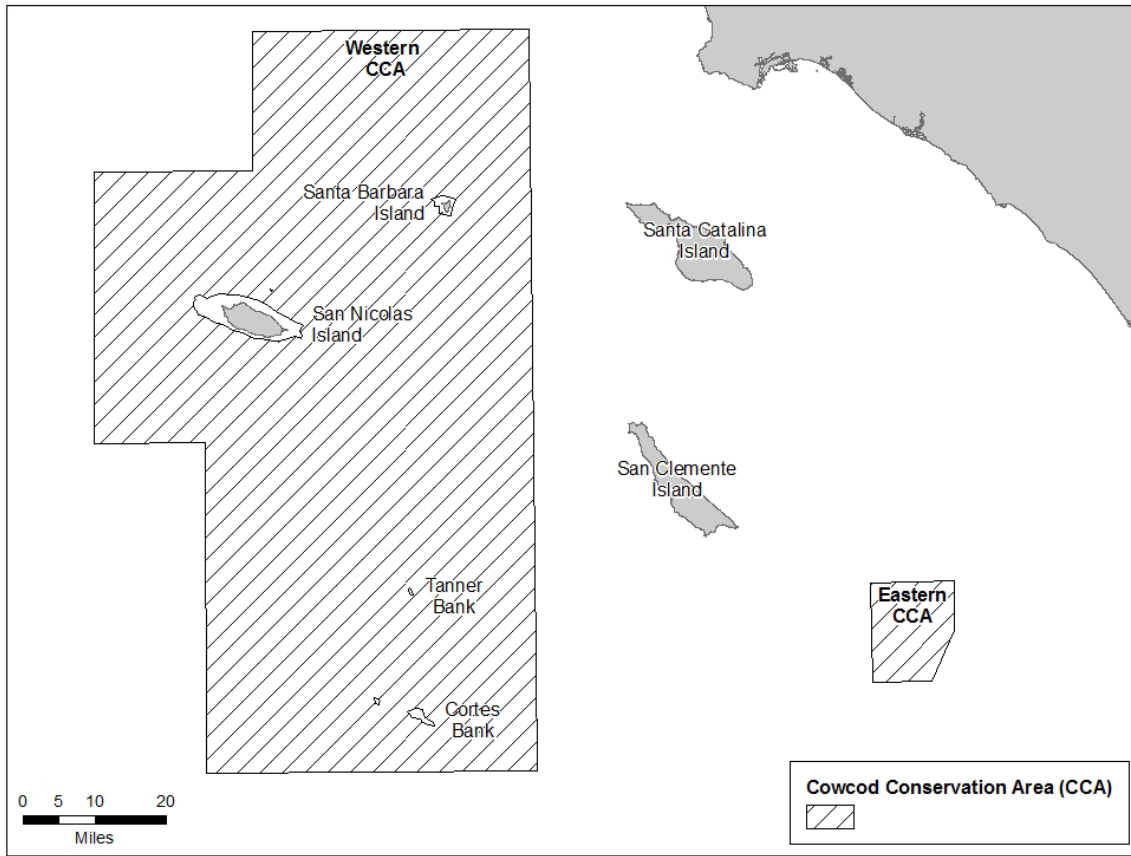 Western
CCA
Santa Barbara
Island
Santa Catalina
Island
San Nicolas
Island
San Clemente
Island
Tanner
Bank
Eastern
CCA
Cortes
Bank
Cowcod Conservation Area (CCA)
0 5 10 20
Miles